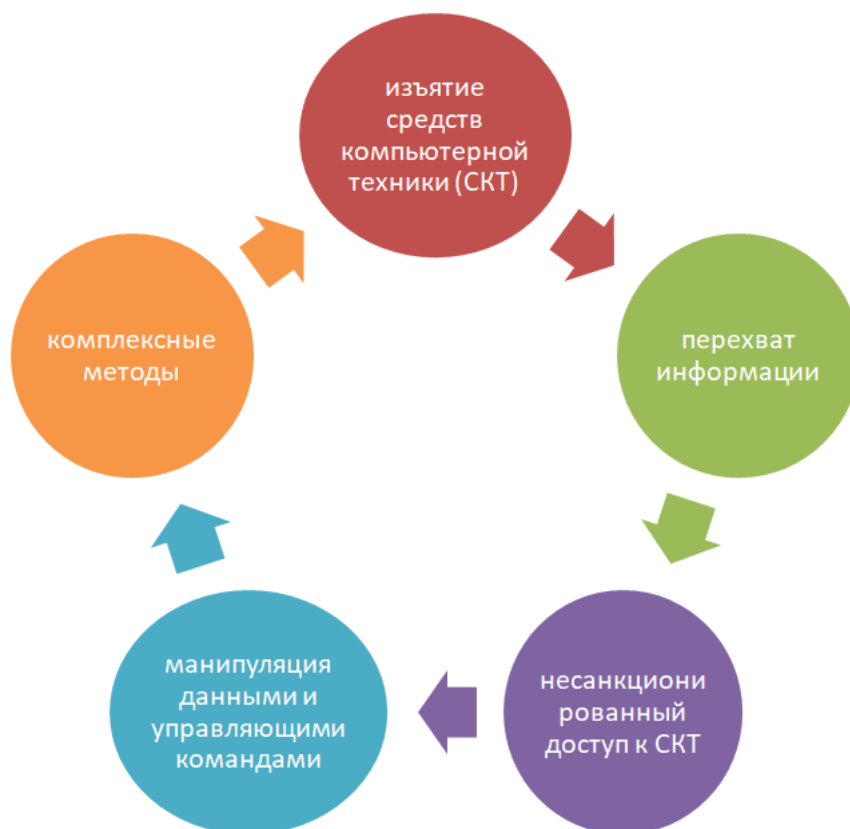 изъятие
средств
компьютерной
техники (СКТ)
перехват
информации
несанкциони
рованный
доступ к СКТ
манипуляция
данными и
управляющими
командами
комплексные
методы